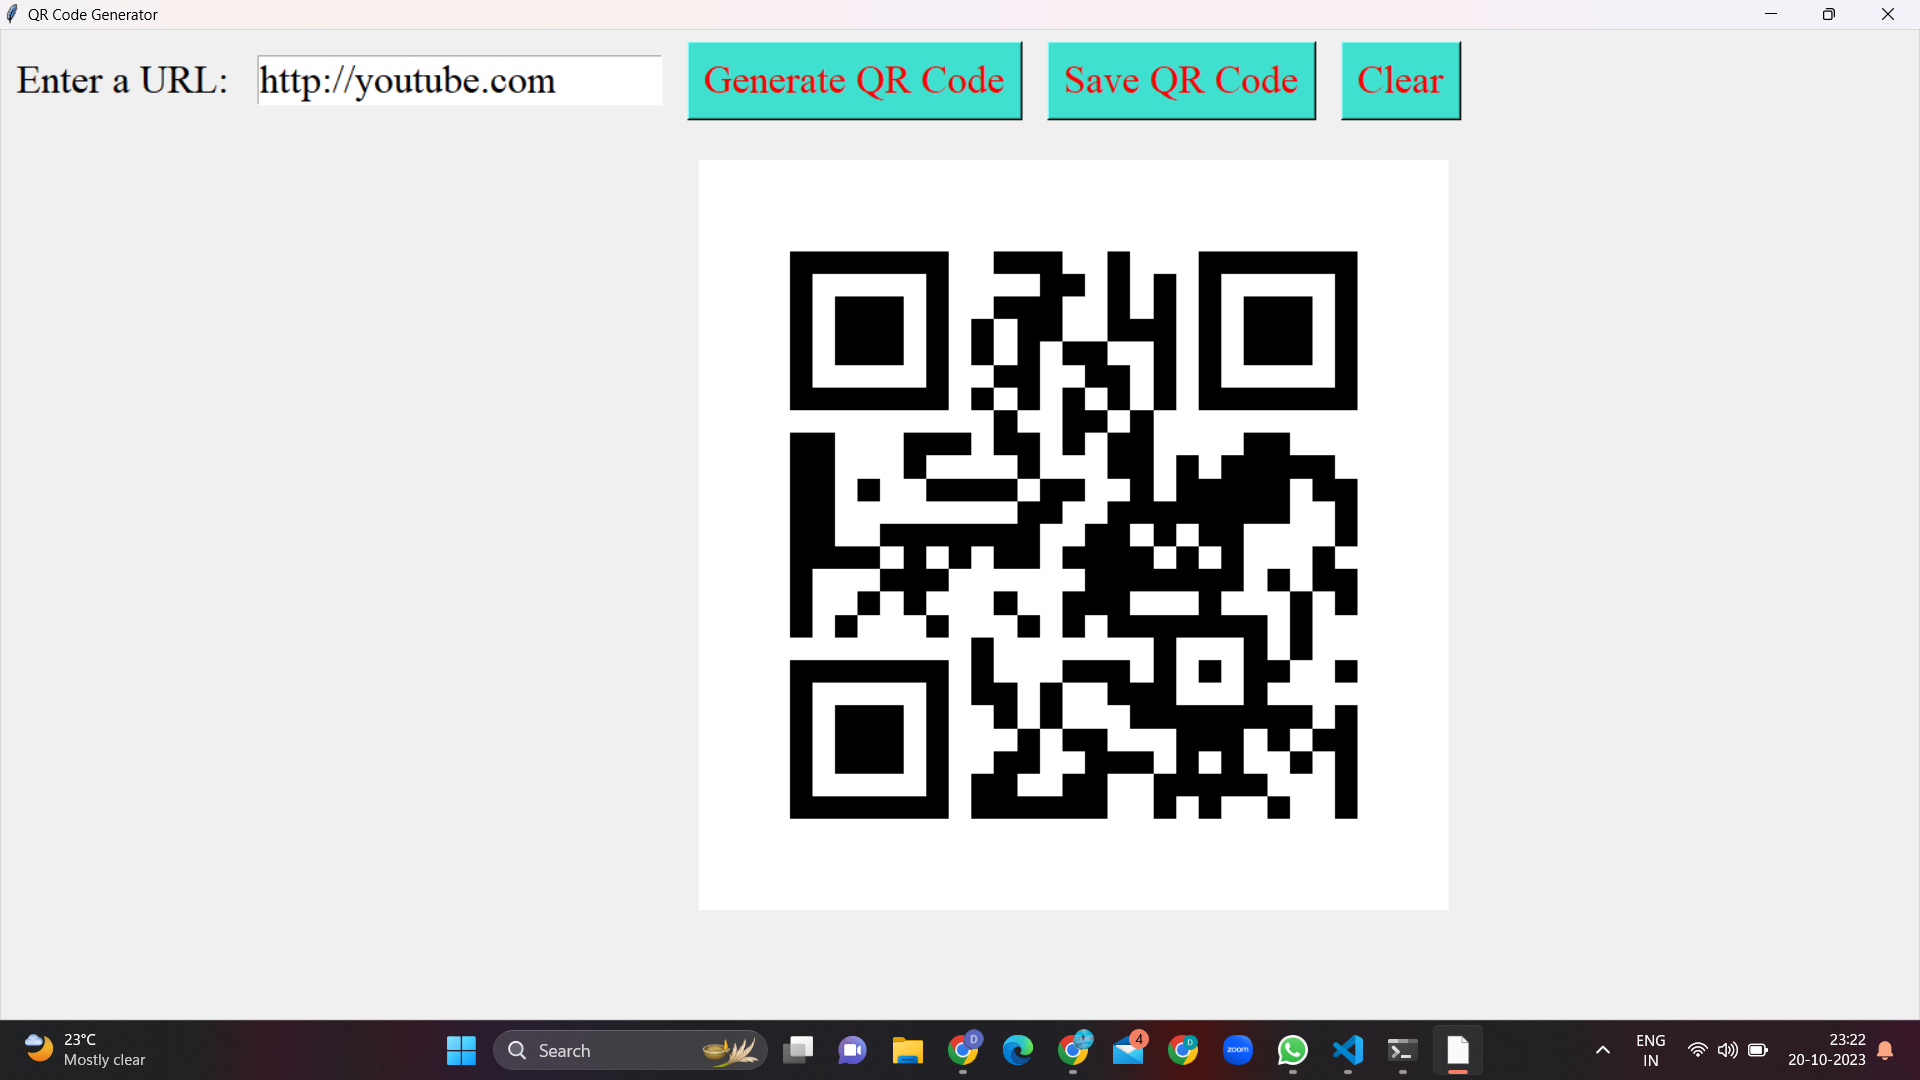 QR Code Generator
Enter a URL: http://youtube.com Generate QR Code Save QR Code Clear
23°C
Mostly clear
Search
D
4
D
zoom
ENG
IN
23:22
20-10-2023